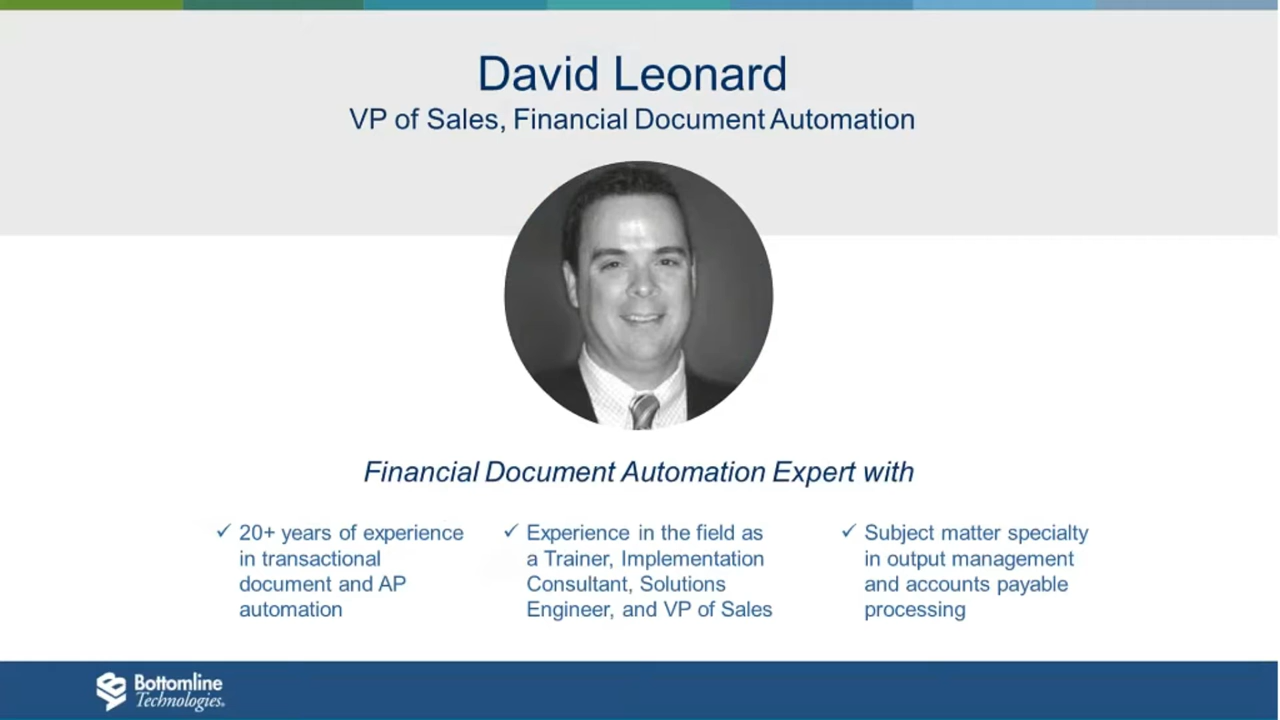 David Leonard
VP of Sales, Financial Document Automation
Financial Document Automation Expert with
✓ 20+ years of experience
in transactional
document and AP
automation
✓ Experience in the field as
a Trainer, Implementation
Consultant, Solutions
Engineer, and VP of Sales
✓ Subject matter specialty
in output management
and accounts payable
processing
Bottomline
Technologies.